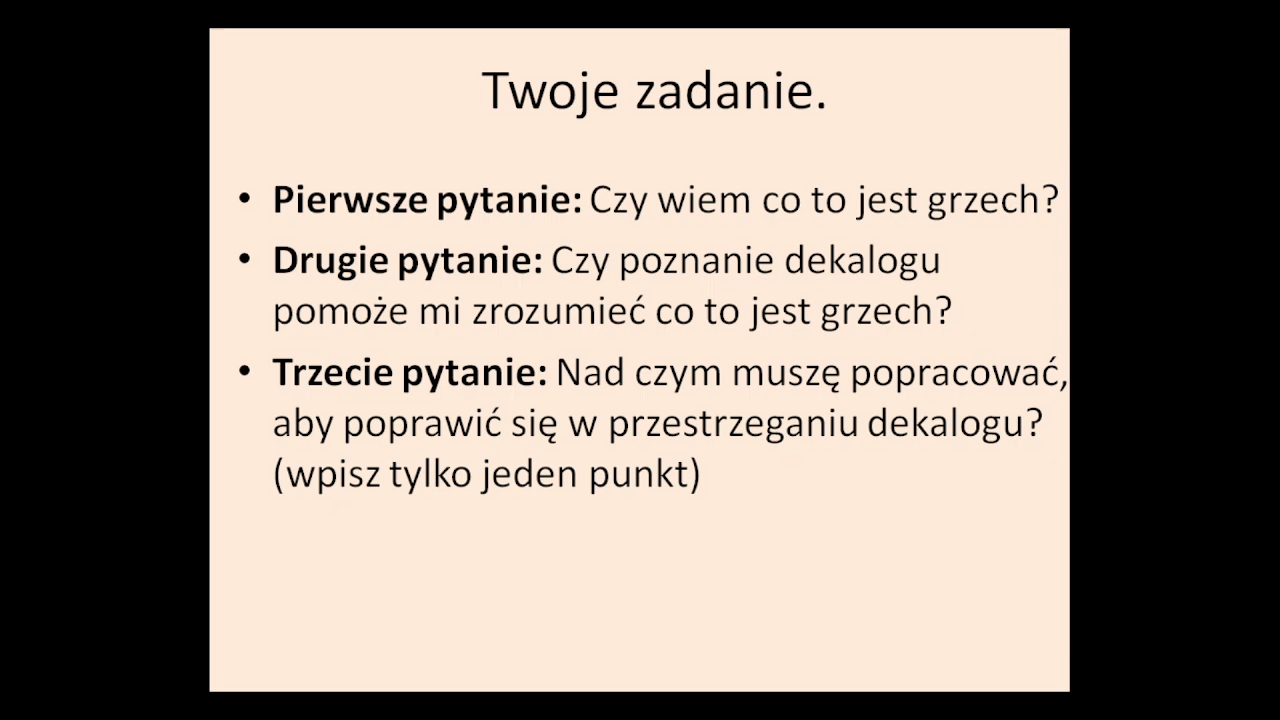 Twoje zadanie.
• Pierwsze pytanie: Czy wiem co to jest grzech?
• Drugie pytanie: Czy poznanie dekalogu
pomoże mi zrozumieć co to jest grzech?
• Trzecie pytanie: Nad czym muszę popracować,
aby poprawić się w przestrzeganiu dekalogu?
(wpisz tylko jeden punkt)